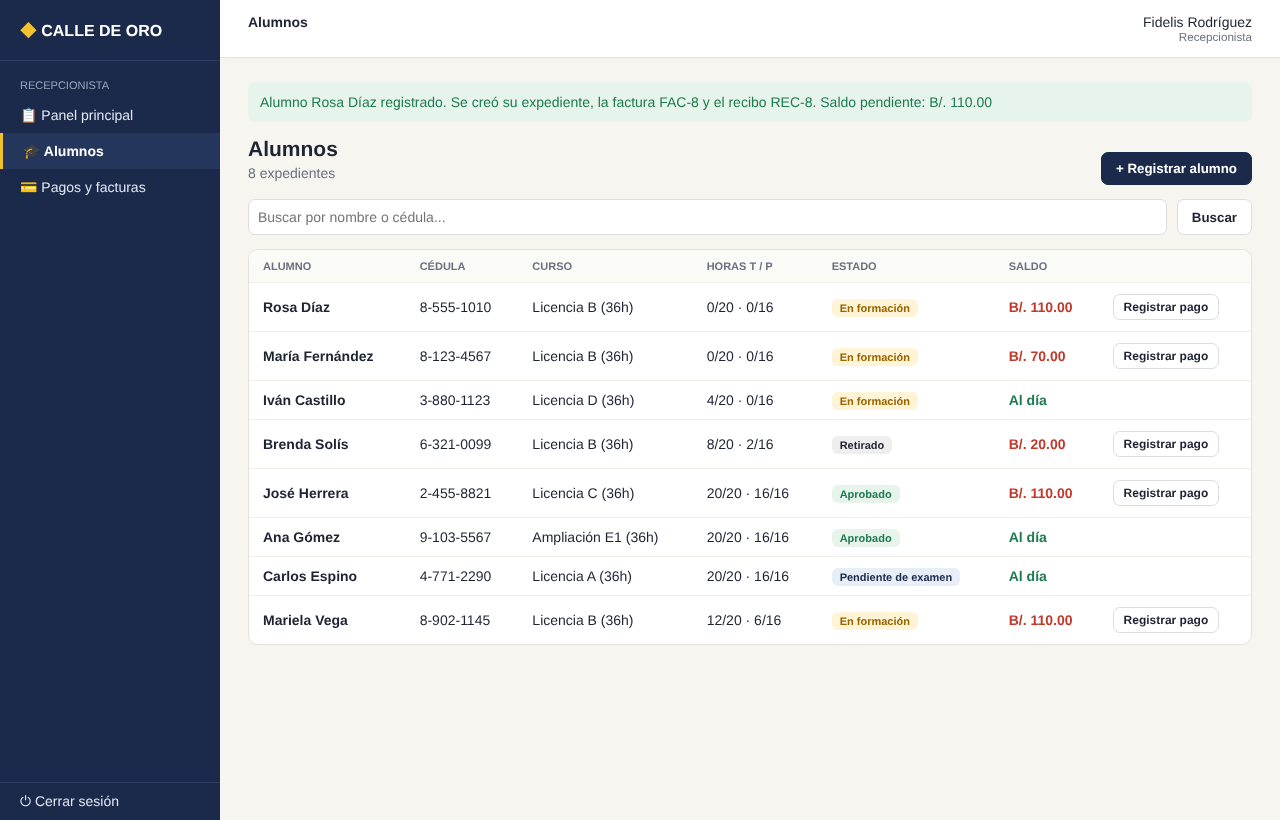 CALLE DE ORO
RECEPCIONISTA
Panel principal
Alumnos
Pagos y facturas
Cerrar sesión
Alumnos
Fidelis Rodríguez
Recepcionista
Alumno Rosa Díaz registrado. Se creó su expediente, la factura FAC-8 y el recibo REC-8. Saldo pendiente: B/. 110.00
Alumnos
8 expedientes
+ Registrar alumno
Buscar por nombre o cédula...
Buscar
ALUMNO CÉDULA CURSO HORAS T / P ESTADO SALDO
Rosa Díaz 8-555-1010 Licencia B (36h) 0/20 · 0/16 En formación B/. 110.00 Registrar pago
María Fernández 8-123-4567 Licencia B (36h) 0/20 · 0/16 En formación B/. 70.00 Registrar pago
Iván Castillo 3-880-1123 Licencia D (36h) 4/20 · 0/16 En formación Al día
Brenda Solís 6-321-0099 Licencia B (36h) 8/20 · 2/16 Retirado B/. 20.00 Registrar pago
José Herrera 2-455-8821 Licencia C (36h) 20/20 · 16/16 Aprobado B/. 110.00 Registrar pago
Ana Gómez 9-103-5567 Ampliación E1 (36h) 20/20 · 16/16 Aprobado Al día
Carlos Espino 4-771-2290 Licencia A (36h) 20/20 · 16/16 Pendiente de examen Al día
Mariela Vega 8-902-1145 Licencia B (36h) 12/20 · 6/16 En formación B/. 110.00 Registrar pago